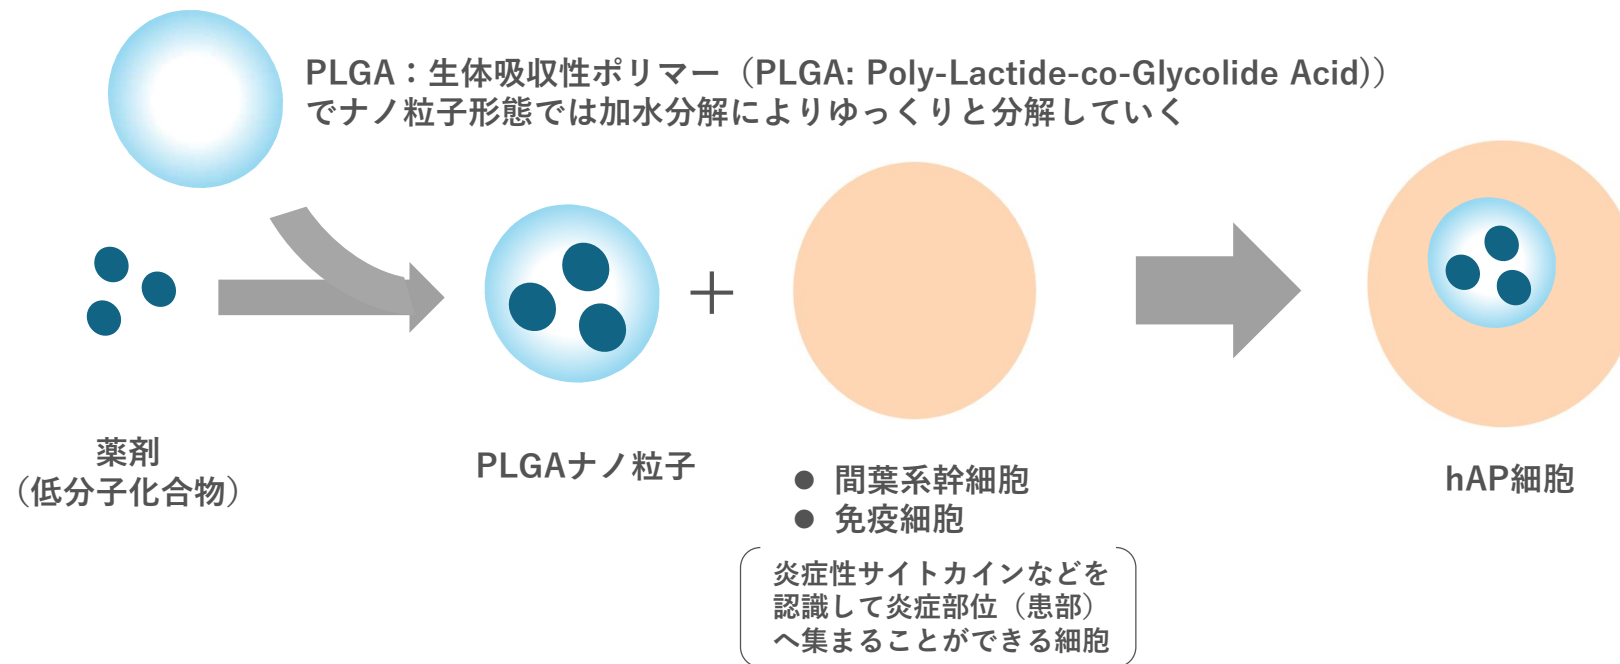 PLGA：生体吸収性ポリマー（PLGA: Poly-Lactide-co-Glycolide Acid)）
でナノ粒子形態では加水分解によりゆっくりと分解していく
＋
薬剤
（低分子化合物）
PLGAナノ粒子
● 間葉系幹細胞
● 免疫細胞
炎症性サイトカインなどを
認識して炎症部位（患部）
へ集まることができる細胞
hAP細胞